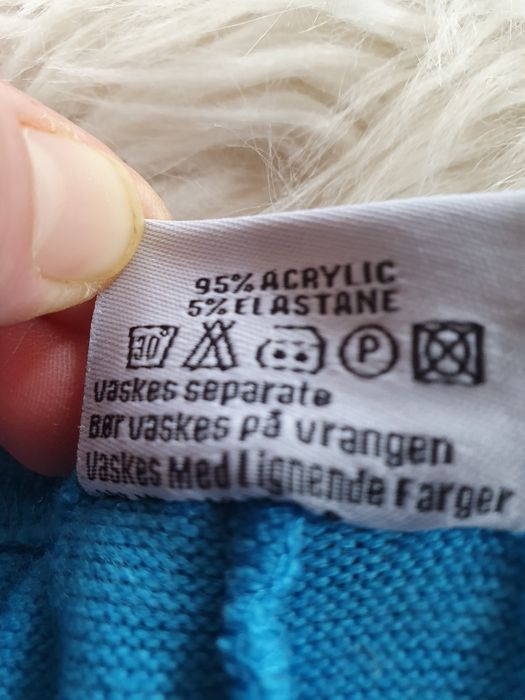 95% ACRYLIC
5% ELASTANE
30° P
vaskes separate
Bør vaskes på vrangen
Vaskes Med Lignende Farger